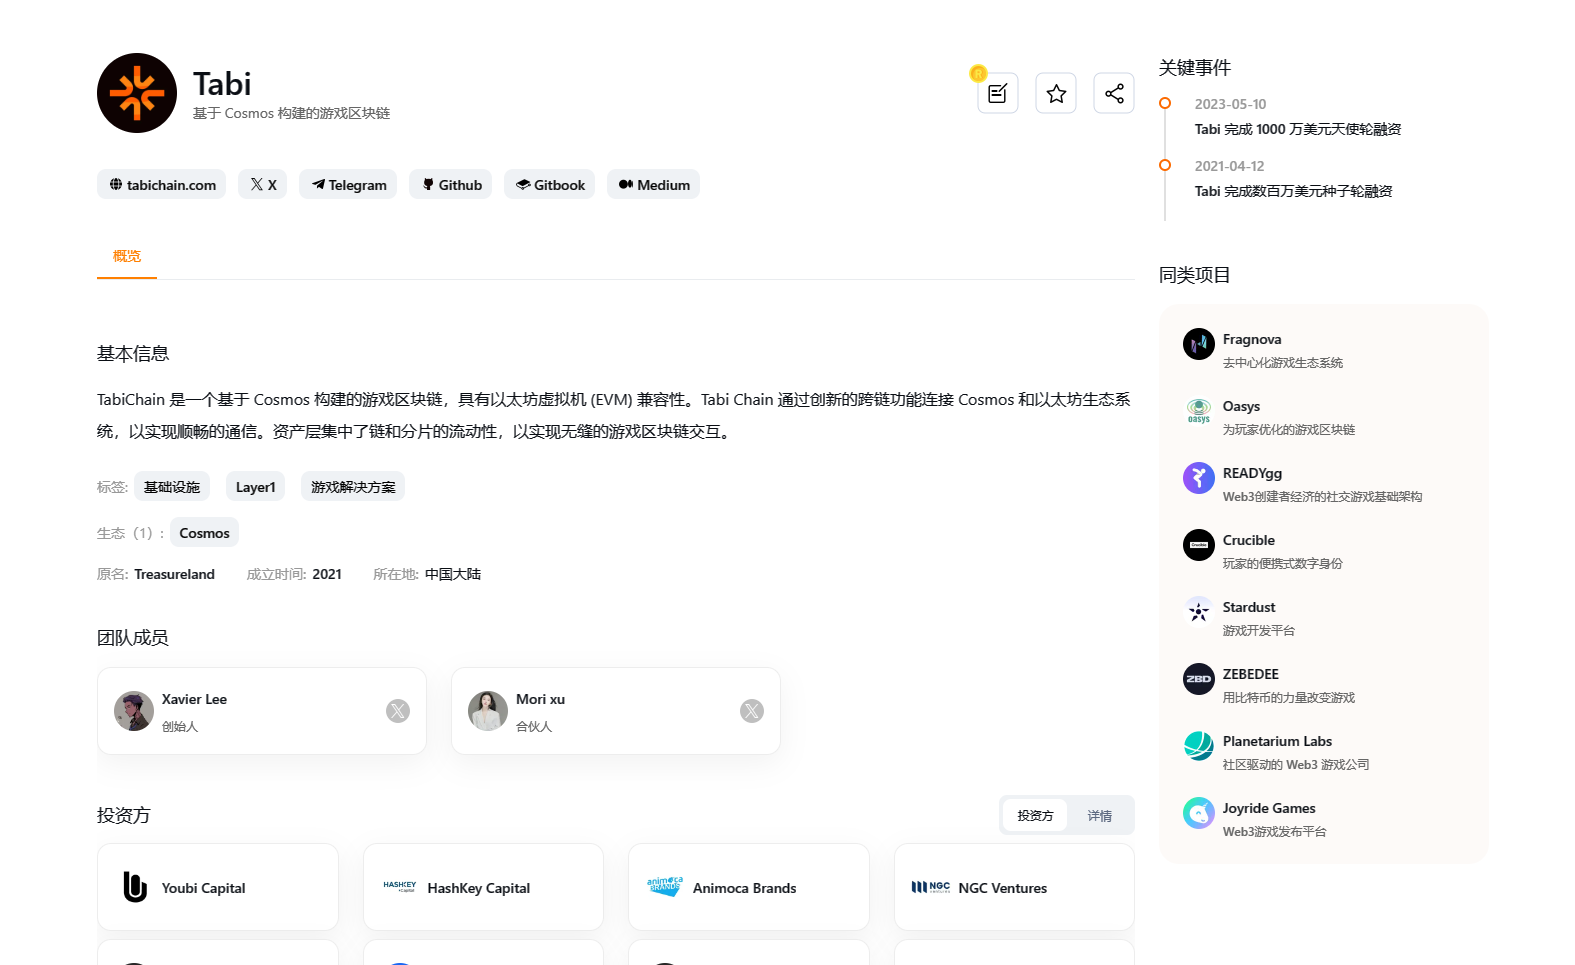 Tabi
基于 Cosmos 构建的游戏区块链
R
tabichain.com
X
Telegram
Github
Gitbook
Medium
概览
基本信息
TabiChain 是一个基于 Cosmos 构建的游戏区块链，具有以太坊虚拟机 (EVM) 兼容性。Tabi Chain 通过创新的跨链功能连接 Cosmos 和以太坊生态系
统，以实现顺畅的通信。资产层集中了链和分片的流动性，以实现无缝的游戏区块链交互。
标签: 基础设施 Layer1 游戏解决方案
生态（1）: Cosmos
原名: Treasureland 成立时间: 2021 所在地: 中国大陆
团队成员
Xavier Lee
创始人
Mori xu
合伙人
投资方
投资方 详情
Youbi Capital
HASHKEY
Capital
HashKey Capital
animoca
BRANDS
Animoca Brands
NGC
VENTURES
NGC Ventures
关键事件
2023-05-10
Tabi 完成 1000 万美元天使轮融资
2021-04-12
Tabi 完成数百万美元种子轮融资
同类项目
Fragnova
去中心化游戏生态系统
oasys
Oasys
为玩家优化的游戏区块链
READYgg
Web3创建者经济的社交游戏基础架构
Crucible
Crucible
玩家的便携式数字身份
Stardust
游戏开发平台
ZBD
ZEBEDEE
用比特币的力量改变游戏
Planetarium Labs
社区驱动的 Web3 游戏公司
Joyride Games
Web3游戏发布平台